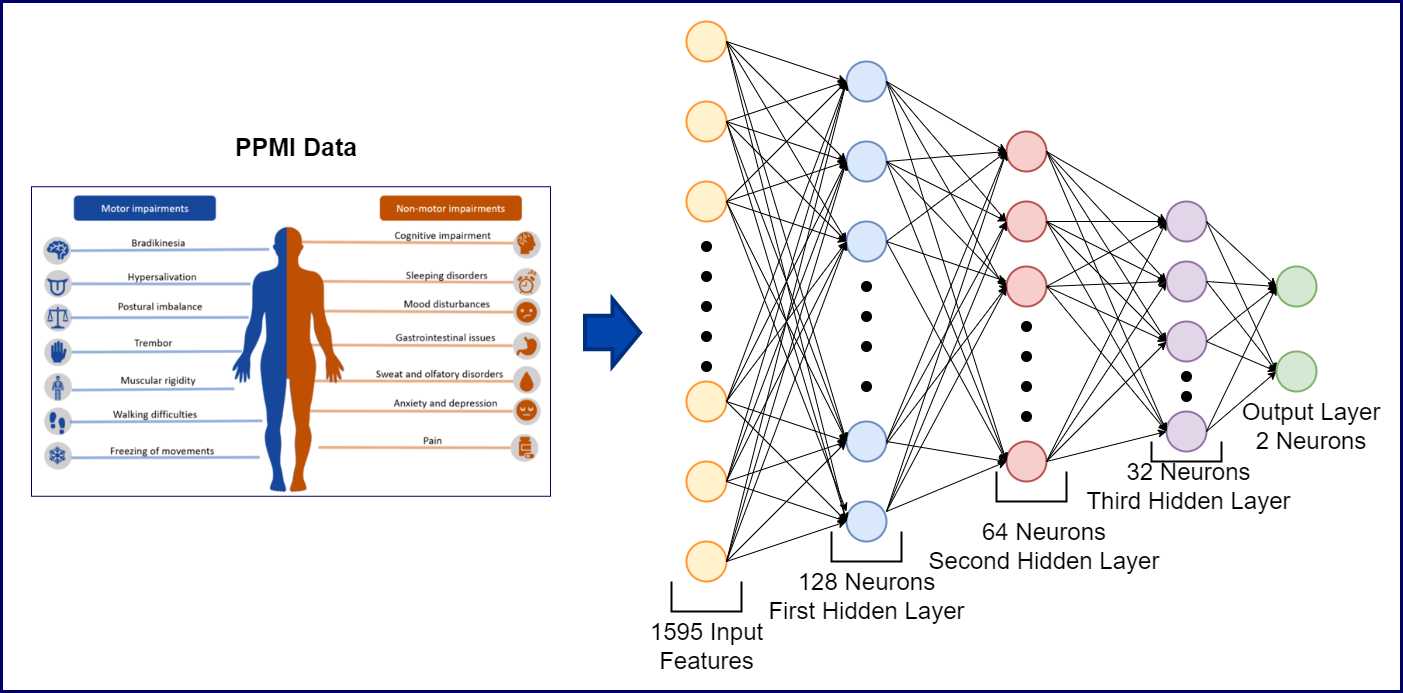 PPMI Data
Motor impairments
Bradikinesia
Hypersalivation
Postural imbalance
Trembor
Muscular rigidity
Walking difficulties
Freezing of movements
Non-motor impairments
Cognitive impairment
Sleeping disorders
Mood disturbances
Gastrointestinal issues
Sweat and olfatory disorders
Anxiety and depression
Pain
1595 Input
Features
128 Neurons
First Hidden Layer
64 Neurons
Second Hidden Layer
32 Neurons
Third Hidden Layer
Output Layer
2 Neurons